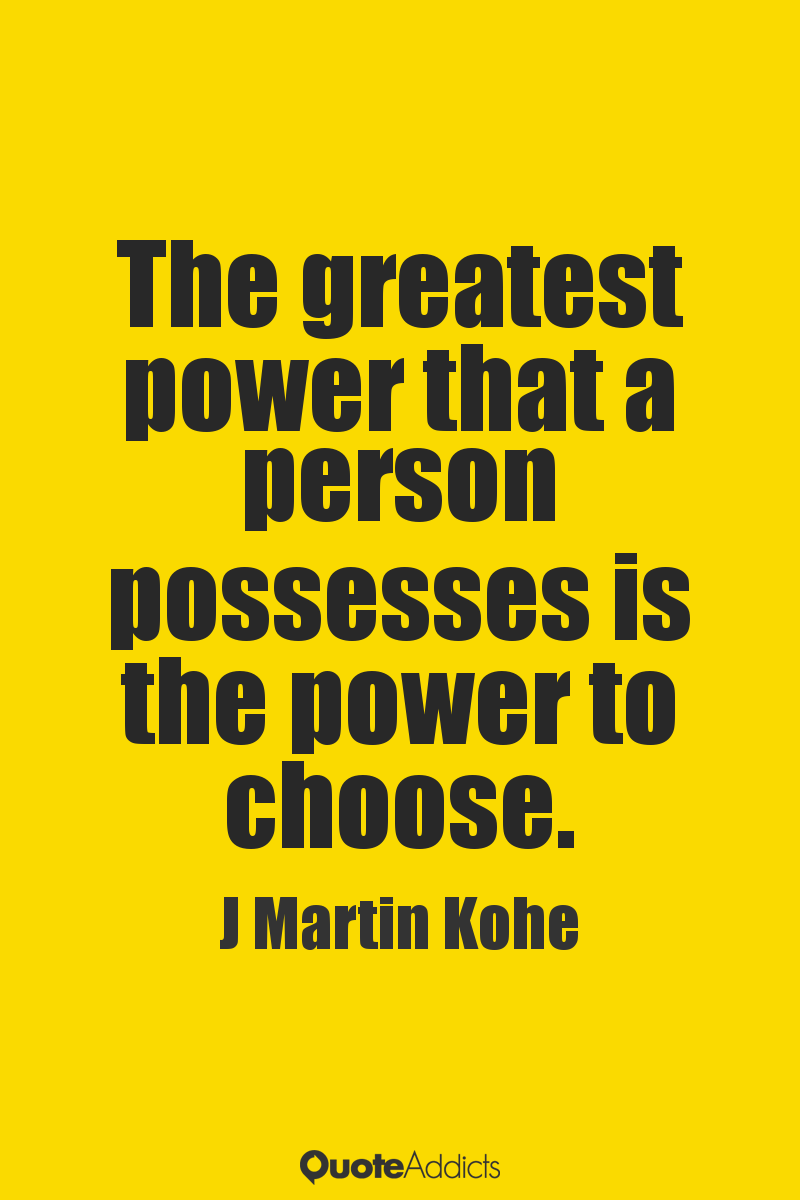 The greatest
power that a
person
possesses is
the power to
choose.
J Martin Kohe
QuoteAddicts